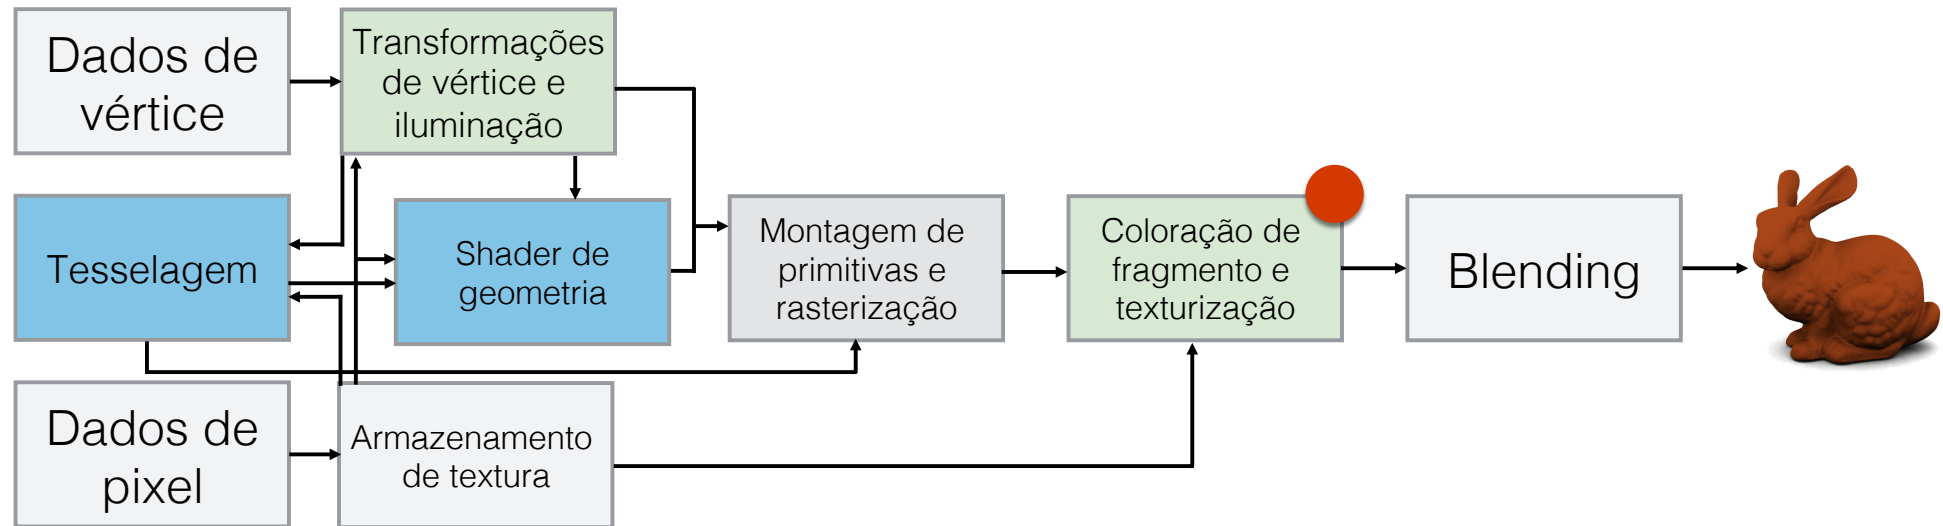 Dados de
vértice
Transformações
de vértice e
iluminação
Tesselagem
Shader de
geometria
Montagem de
primitivas e
rasterização
Coloração de
fragmento e
texturização
Blending
Dados de
pixel
Armazenamento
de textura